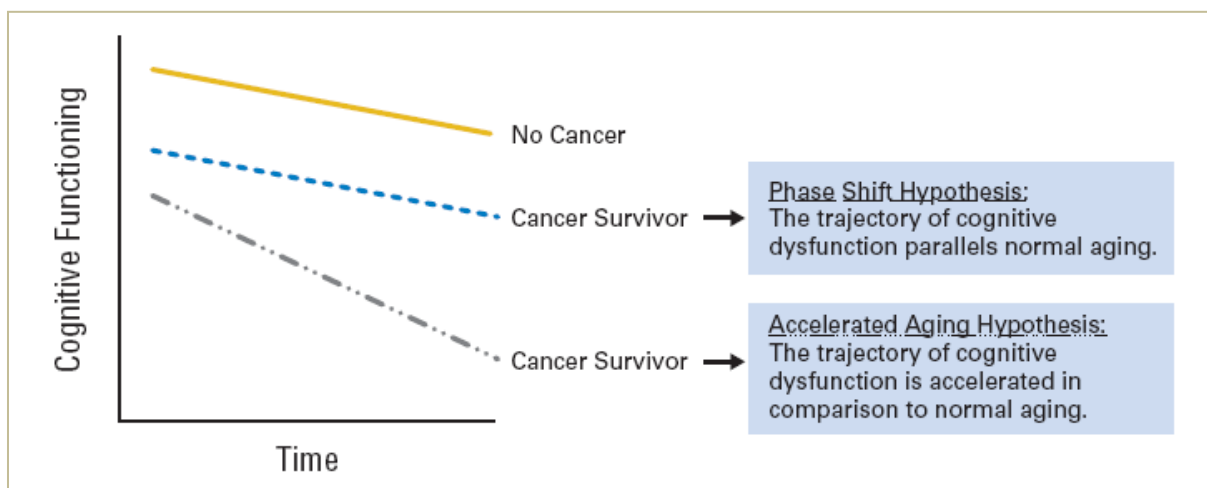 Cognitive Functioning
No Cancer
Cancer Survivor
Phase Shift Hypothesis:
The trajectory of cognitive
dysfunction parallels normal aging.
Cancer Survivor
Accelerated Aging Hypothesis:
The trajectory of cognitive
dysfunction is accelerated in
comparison to normal aging.
Time